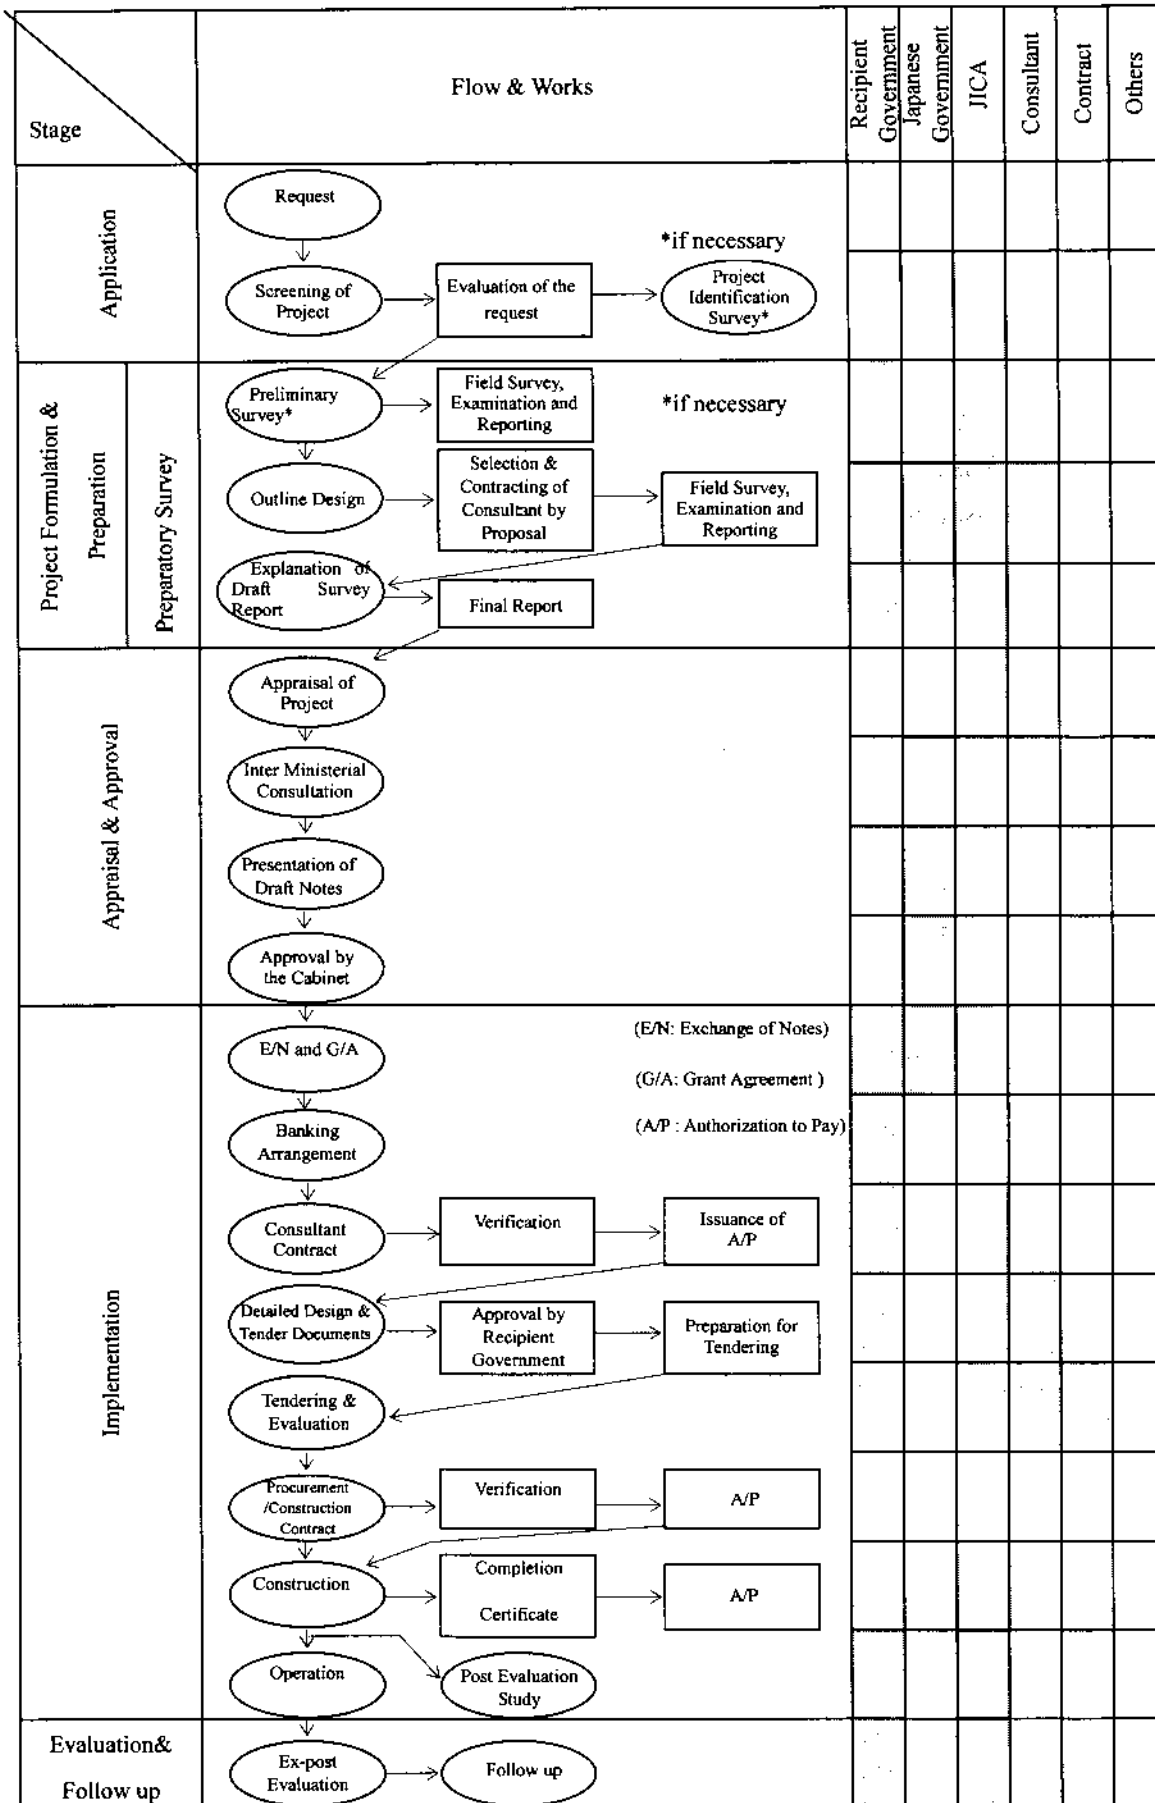 Stage
Flow & Works
Recipient
Government
Japanese
Government
JICA
Consultant
Contract
Others
Application
Request
*if necessary
Screening of
Project
Evaluation of the
request
Project
Identification
Survey*
Project Formulation &
Preparation
Preparatory Survey
Preliminary
Survey*
Field Survey,
Examination and
Reporting
*if necessary
Outline Design
Selection &
Contracting of
Consultant by
Proposal
Field Survey,
Examination and
Reporting
Explanation of
Draft Survey
Report
Final Report
Appraisal & Approval
Appraisal of
Project
Inter Ministerial
Consultation
Presentation of
Draft Notes
Approval by
the Cabinet
Implementation
E/N and G/A
(E/N: Exchange of Notes)
(G/A: Grant Agreement )
(A/P : Authorization to Pay)
Banking
Arrangement
Consultant
Contract
Verification
Issuance of
A/P
Detailed Design &
Tender Documents
Approval by
Recipient
Government
Preparation for
Tendering
Tendering &
Evaluation
Procurement
/Construction
Contract
Verification
A/P
Construction
Completion
Certificate
A/P
Operation
Post Evaluation
Study
Evaluation&
Follow up
Ex-post
Evaluation
Follow up